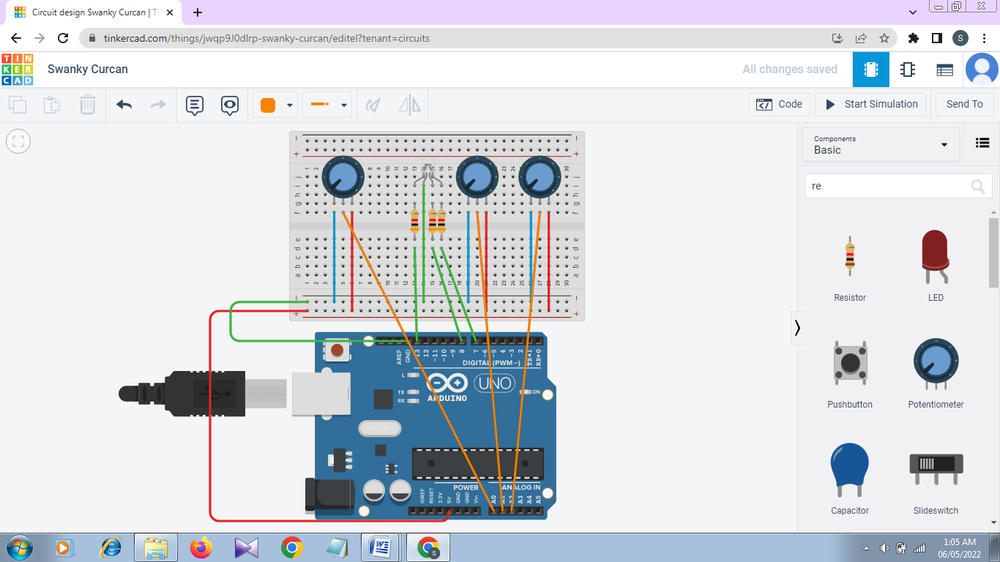 Circuit design Swanky Curcan | Ti
tinkercad.com/things/jwqp9J0dIrp-swanky-curcan/editel?tenant=circuits
S
TIN
KER
CAD
Swanky Curcan
All changes saved
Code
Start Simulation
Send To
Components
Basic
re
Resistor
LED
Pushbutton
Potentiometer
Capacitor
Slideswitch
AREF
GND
13
12
~11
~10
~9
8
7
~6
~5
4
~3
2
TX→1
RX←0
DIGITAL (PWM~)
L
TX
RX
ARDUINO
UNO
ON
POWER
ANALOG IN
IOREF
RESET
3.3V
5V
GND
GND
Vin
A0
A1
A2
A3
A4
A5
1:05 AM
06/05/2022